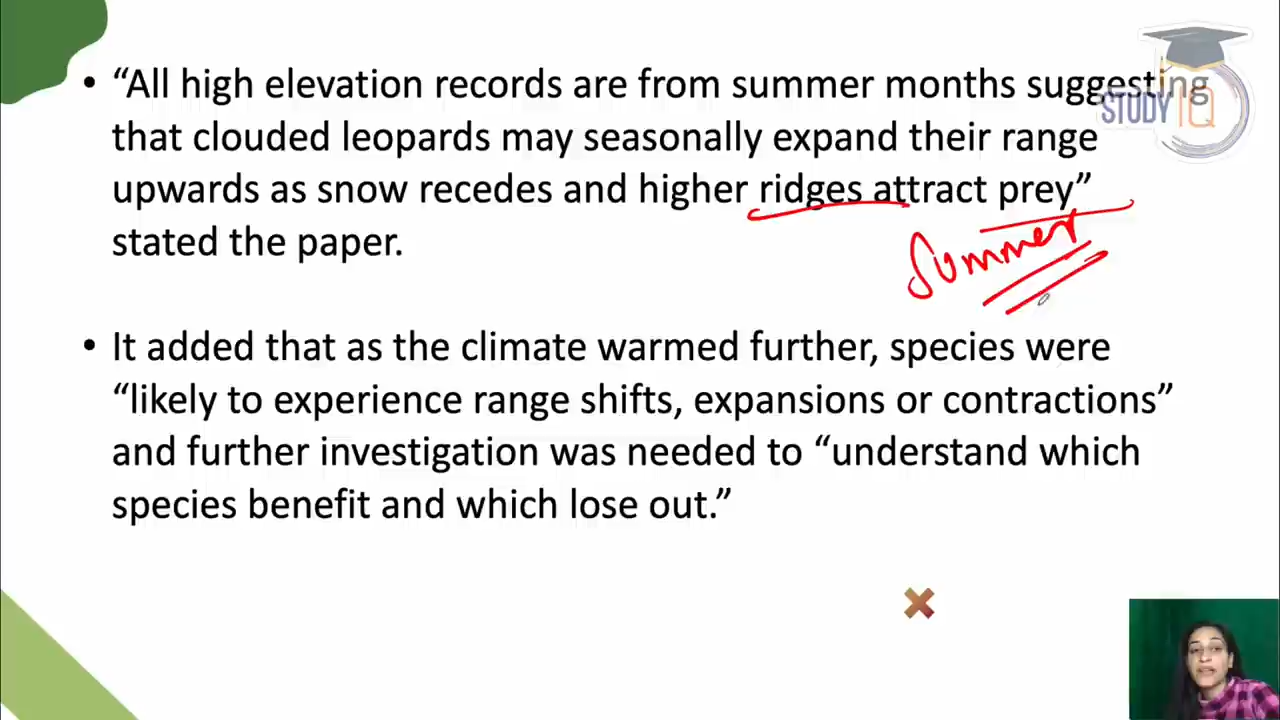 • “All high elevation records are from summer months suggesting
that clouded leopards may seasonally expand their range
upwards as snow recedes and higher ridges attract prey”
stated the paper.
Summer
• It added that as the climate warmed further, species were
“likely to experience range shifts, expansions or contractions”
and further investigation was needed to “understand which
species benefit and which lose out.”
STUDY IQ